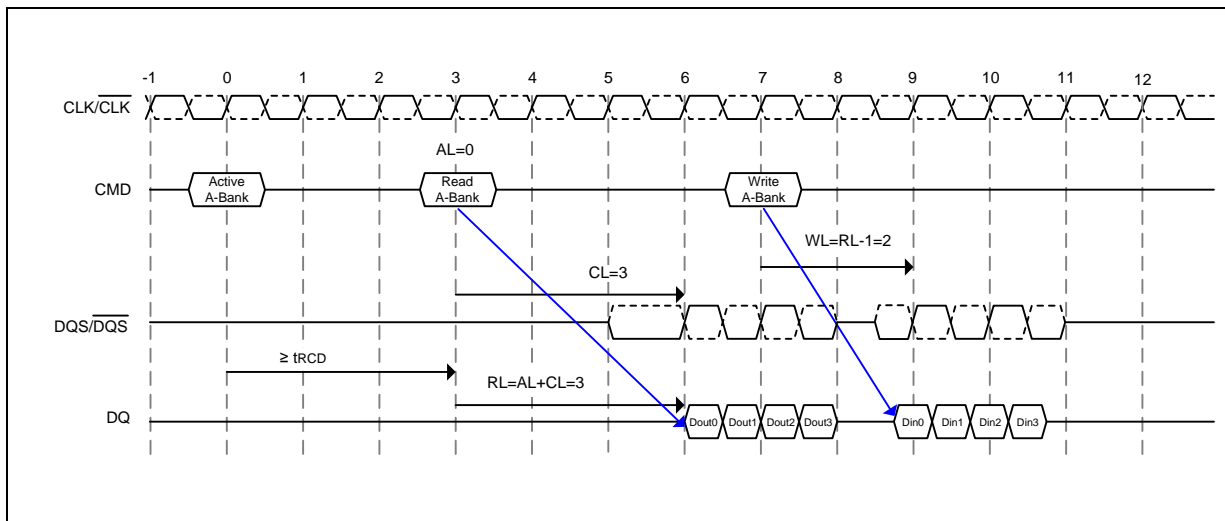 -1 0 1 2 3 4 5 6 7 8 9 10 11 12
CLK/CLK
AL=0
CMD
Active
A-Bank
Read
A-Bank
Write
A-Bank
WL=RL-1=2
CL=3
DQS/DQS
≥ tRCD
RL=AL+CL=3
DQ
Dout0 Dout1 Dout2 Dout3 Din0 Din1 Din2 Din3